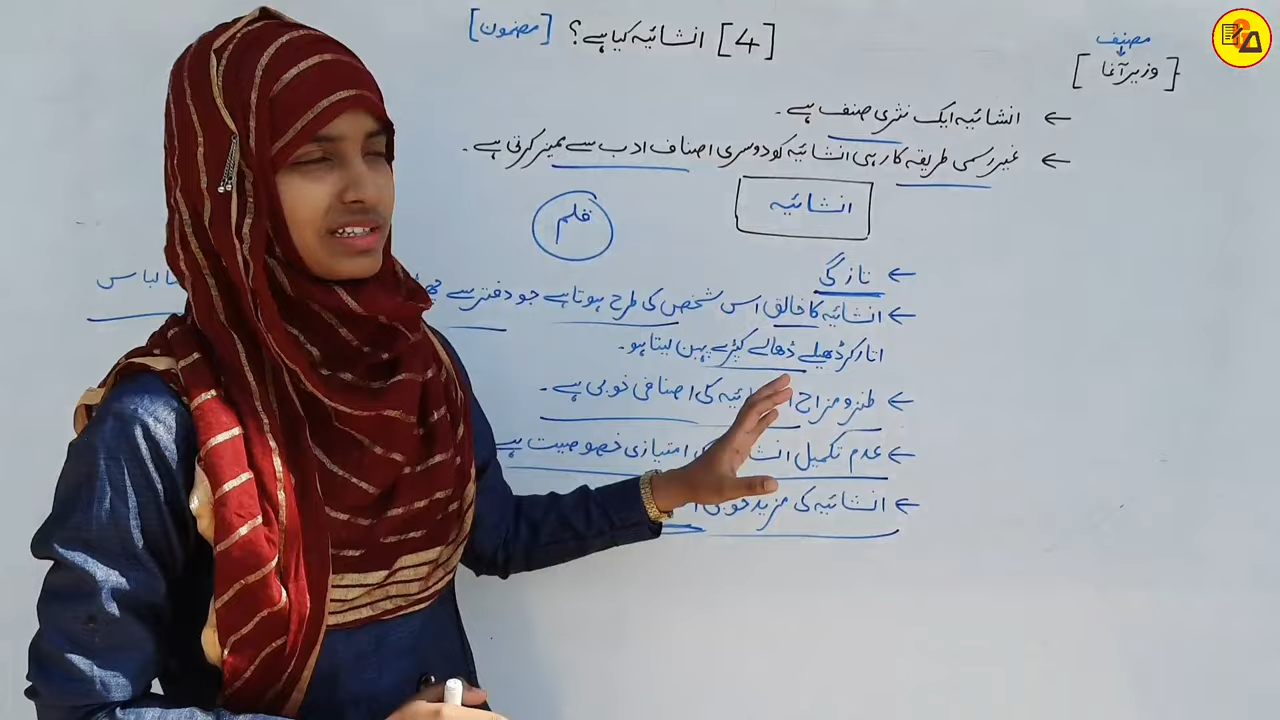 [4] انشائیہ کیا ہے؟ [مضمون]
مصنف
[وزیر آغا]
← انشائیہ ایک نثری صنف ہے۔
← غیر رسمی طریقہ کار ہی انشائیہ کو دوسری اصناف ادب سے ممیز کرتی ہے۔
انشائیہ
قلم
← تازگی
← انشائیہ کا خالق اس شخص کی طرح ہوتا ہے جو دفتر سے لباس
اتار کر ڈھیلے ڈھالے کپڑے پہن لیتا ہو۔
← طنز و مزاح انشائیہ کی اضافی خوبی ہے۔
← عدم تکمیل امتیازی خصوصیت ہے
← انشائیہ کی مزید خوبی